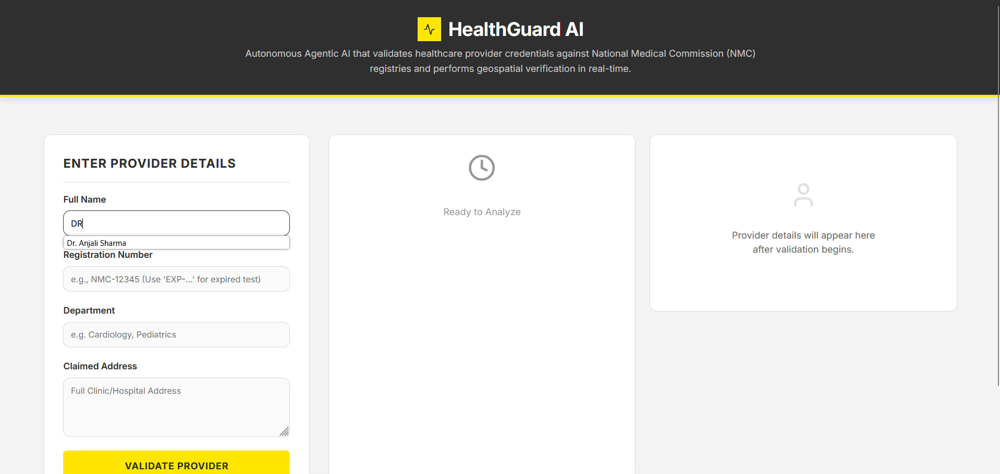 HealthGuard AI
Autonomous Agentic AI that validates healthcare provider credentials against National Medical Commission (NMC)
registries and performs geospatial verification in real-time.
ENTER PROVIDER DETAILS
Full Name
DR
Dr. Anjali Sharma
Registration Number
e.g., NMC-12345 (Use 'EXP-...' for expired test)
Department
e.g. Cardiology, Pediatrics
Claimed Address
Full Clinic/Hospital Address
VALIDATE PROVIDER
Ready to Analyze
Provider details will appear here
after validation begins.